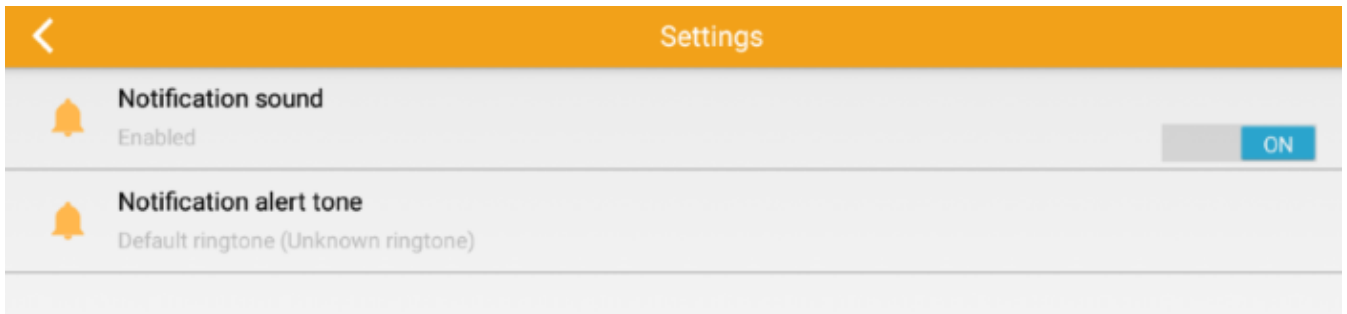 Settings
Notification sound
Enabled
ON
Notification alert tone
Default ringtone (Unknown ringtone)